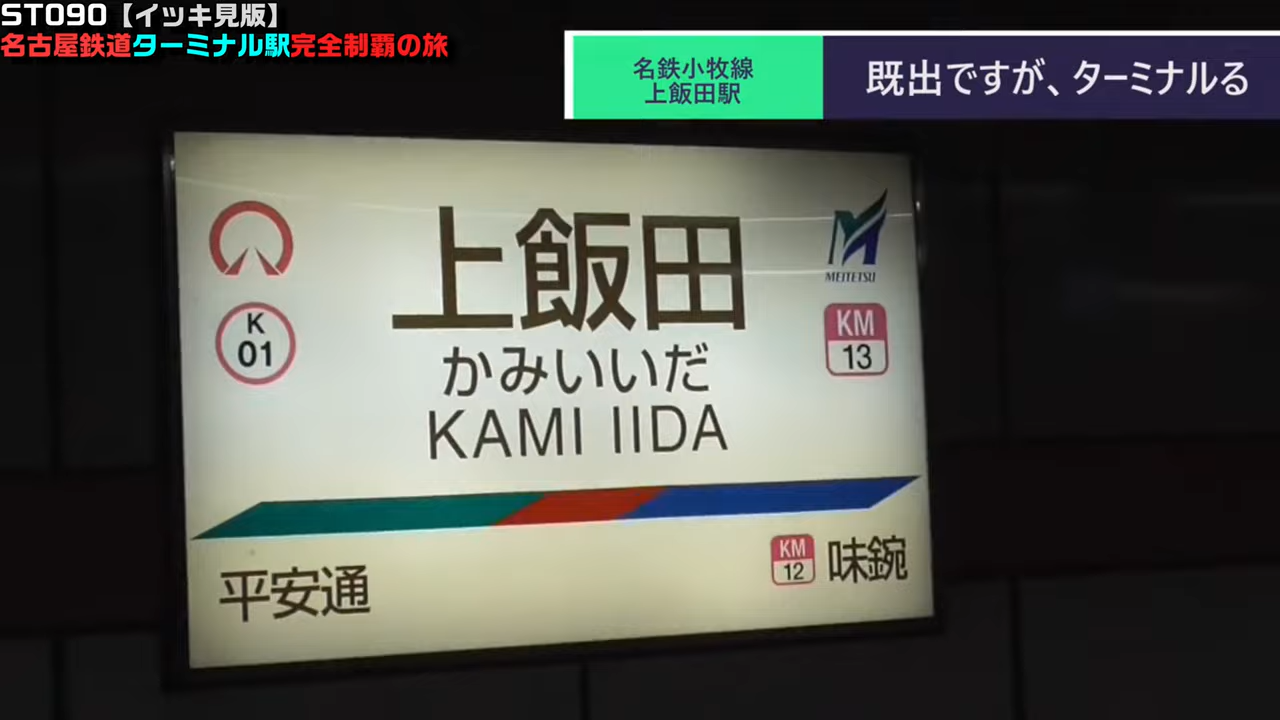 ST090【イッキ見版】
名古屋鉄道ターミナル駅完全制覇の旅
名鉄小牧線
上飯田駅
既出ですが、ターミナルる
上飯田
かみいいだ
KAMI IIDA
K
01
MEITETSU
KM
13
平安通
KM
12
味鋺